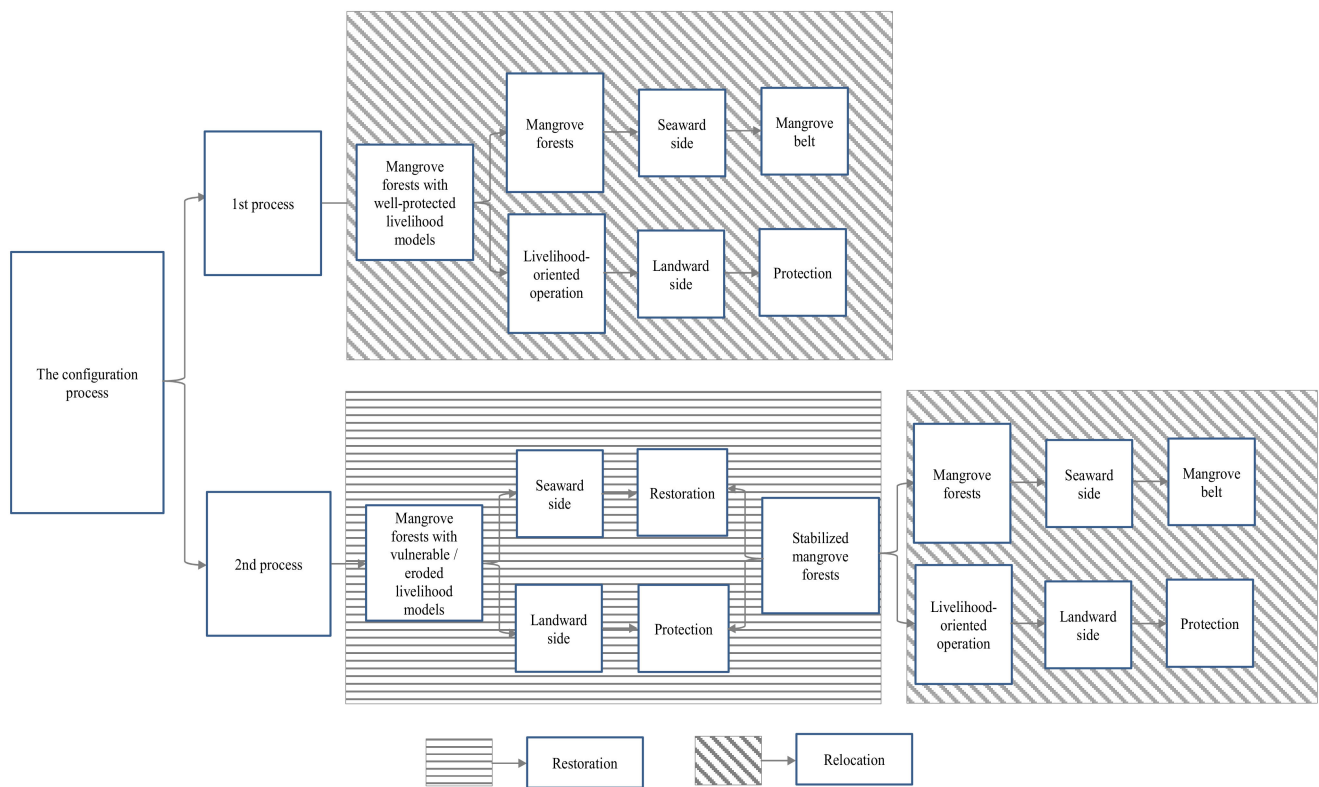 The configuration
process
1st process
Mangrove
forests with
well-protected
livelihood
models
Mangrove
forests
Seaward
side
Mangrove
belt
Livelihood-
oriented
operation
Landward
side
Protection
2nd process
Mangrove
forests with
vulnerable /
eroded
livelihood
models
Seaward
side
Restoration
Landward
side
Protection
Stabilized
mangrove
forests
Mangrove
forests
Seaward
side
Mangrove
belt
Livelihood-
oriented
operation
Landward
side
Protection
Restoration
Relocation